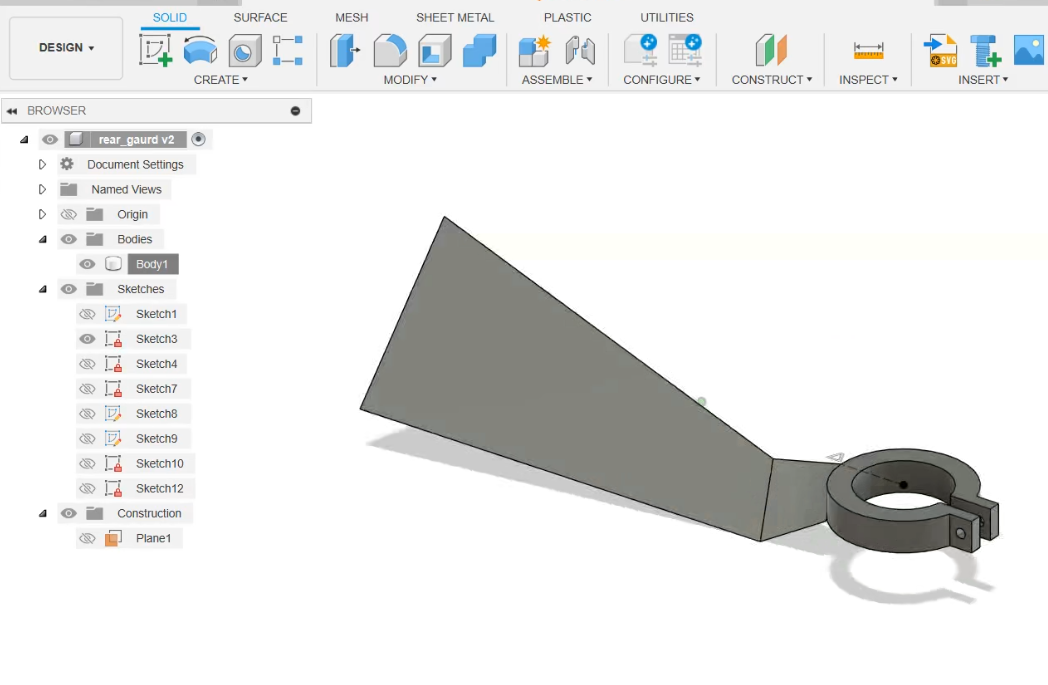 SOLID SURFACE MESH SHEET METAL PLASTIC UTILITIES
DESIGN ▾
CREATE ▾ MODIFY ▾ ASSEMBLE ▾ CONFIGURE ▾ CONSTRUCT ▾ INSPECT ▾ INSERT ▾
SVG
BROWSER
rear_gaurd v2
Document Settings
Named Views
Origin
Bodies
Body1
Sketches
Sketch1
Sketch3
Sketch4
Sketch7
Sketch8
Sketch9
Sketch10
Sketch12
Construction
Plane1